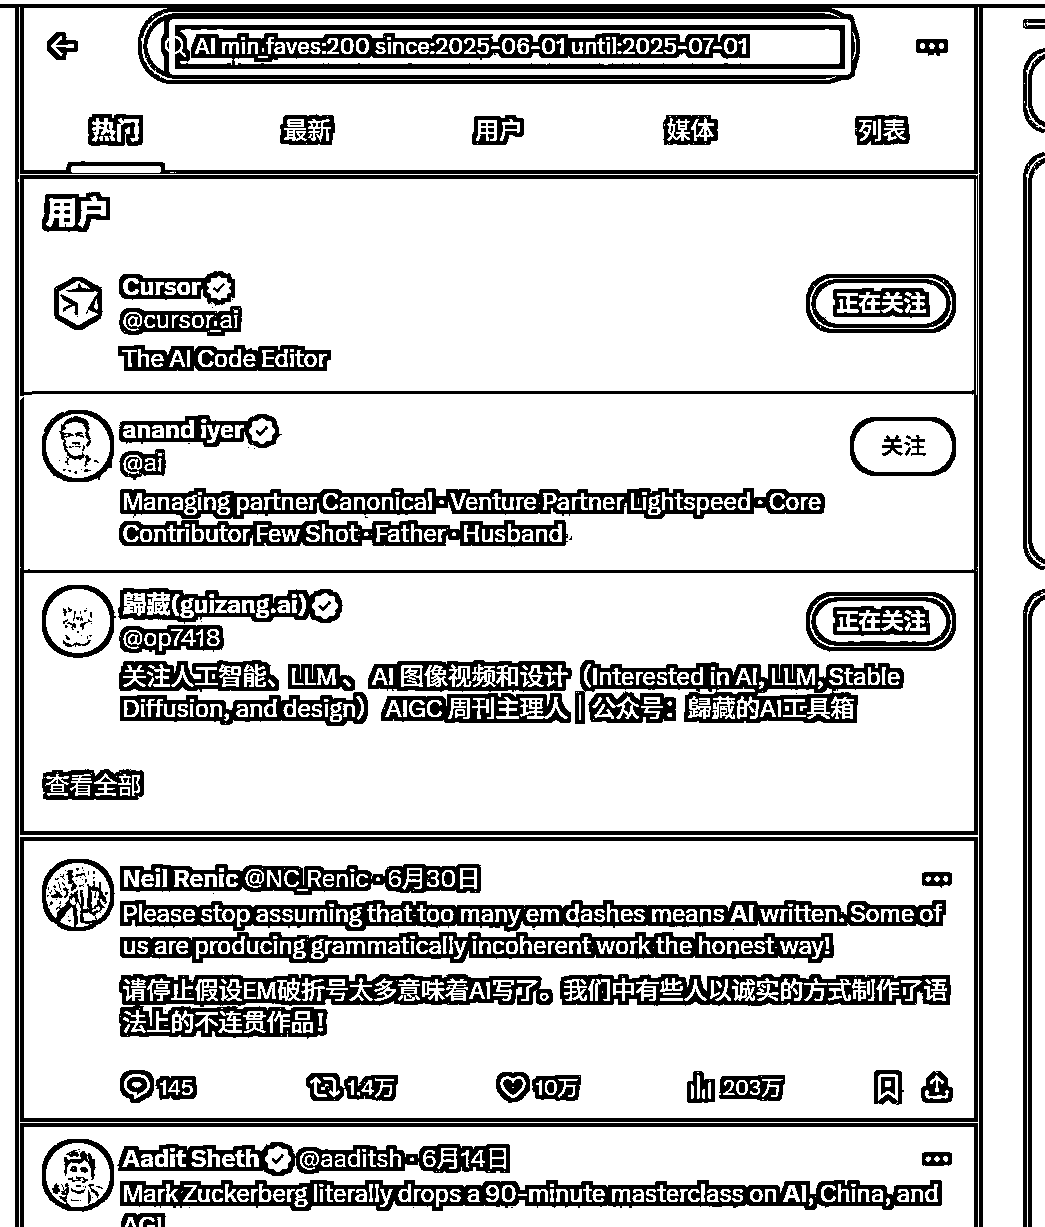 AI min_faves:200 since:2025-06-01 until:2025-07-01
热门 最新 用户 媒体 列表
用户
Cursor
@cursor_ai
正在关注
The AI Code Editor
anand iyer
@ai
关注
Managing partner Canonical · Venture Partner Lightspeed · Core
Contributor Few Shot · Father · Husband
歸藏(guizang.ai)
@op7418
正在关注
关注人工智能、LLM 、 AI 图像视频和设计（Interested in AI, LLM, Stable
Diffusion, and design） AIGC 周刊主理人｜公众号：歸藏的AI工具箱
查看全部
Neil Renic @NC_Renic · 6月30日
Please stop assuming that too many em dashes means AI written. Some of
us are producing grammatically incoherent work the honest way!
请停止假设EM破折号太多意味着AI写了。我们中有些人以诚实的方式制作了语
法上的不连贯作品！
145 1.4万 10万 203万
Aadit Sheth @aaditsh · 6月14日
Mark Zuckerberg literally drops a 90-minute masterclass on AI, China, and
AGI